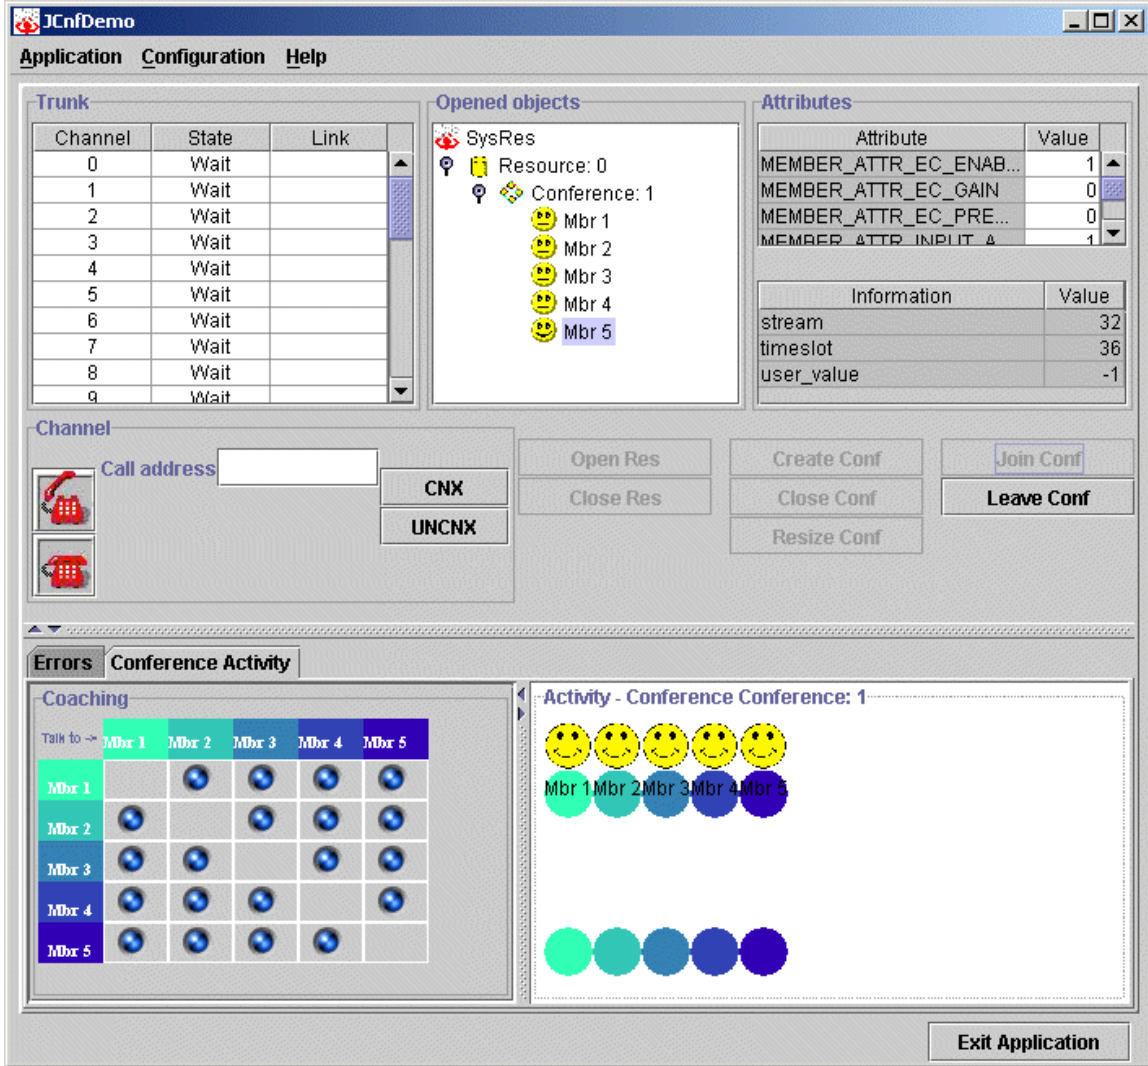 JCnfDemo
Application Configuration Help
Trunk
Channel State Link
0 Wait
1 Wait
2 Wait
3 Wait
4 Wait
5 Wait
6 Wait
7 Wait
8 Wait
9 Wait
Opened objects
SysRes
Resource: 0
Conference: 1
Mbr 1
Mbr 2
Mbr 3
Mbr 4
Mbr 5
Attributes
Attribute Value
MEMBER_ATTR_EC_ENAB... 1
MEMBER_ATTR_EC_GAIN 0
MEMBER_ATTR_EC_PRE... 0
MEMBER_ATTR_INPUT_A... 1
Information Value
stream 32
timeslot 36
user_value -1
Channel
Call address
CNX
UNCNX
Open Res
Close Res
Create Conf
Close Conf
Resize Conf
Join Conf
Leave Conf
Errors Conference Activity
Coaching
Talk to -> Mbr 1 Mbr 2 Mbr 3 Mbr 4 Mbr 5
Mbr 1
Mbr 2
Mbr 3
Mbr 4
Mbr 5
Activity - Conference Conference: 1
Mbr 1 Mbr 2 Mbr 3 Mbr 4 Mbr 5
Exit Application